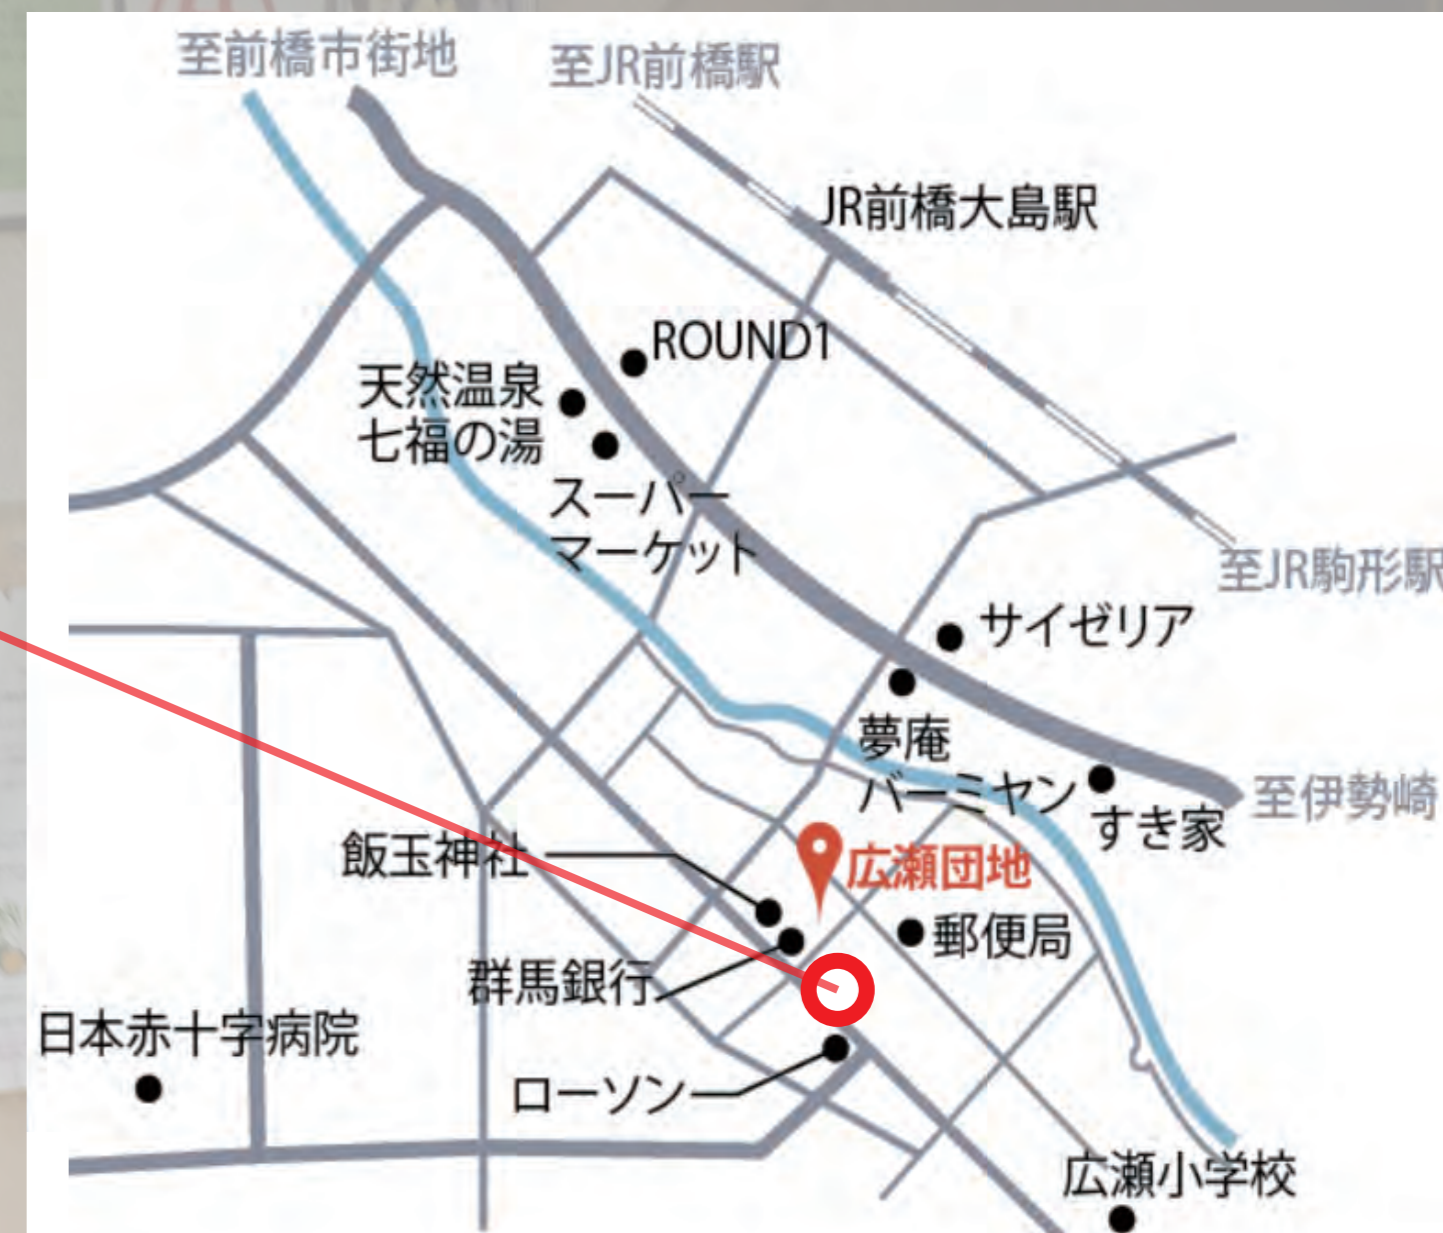 至前橋市街地
至JR前橋駅
JR前橋大島駅
ROUND1
天然温泉
七福の湯
スーパー
マーケット
至JR駒形駅
サイゼリア
夢庵
バーミヤン
すき家
至伊勢崎
飯玉神社
広瀬団地
郵便局
群馬銀行
日本赤十字病院
ローソン
広瀬小学校